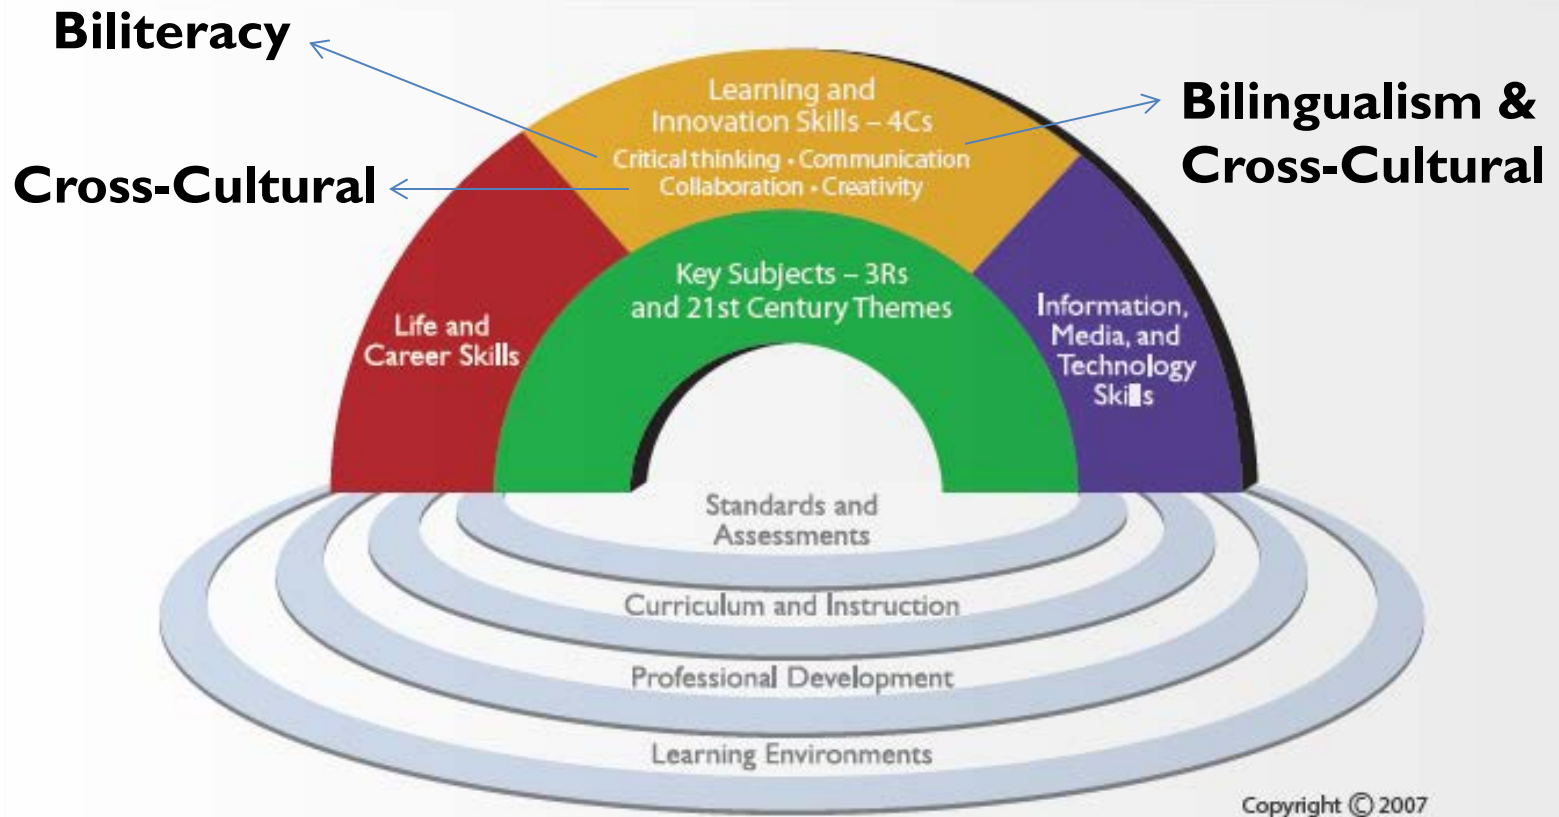 Biliteracy
Cross-Cultural
Bilingualism &
Cross-Cultural
Learning and
Innovation Skills – 4Cs
Critical thinking • Communication
Collaboration • Creativity
Key Subjects – 3Rs
and 21st Century Themes
Life and
Career Skills
Information,
Media, and
Technology
Skills
Standards and
Assessments
Curriculum and Instruction
Professional Development
Learning Environments
Copyright © 2007